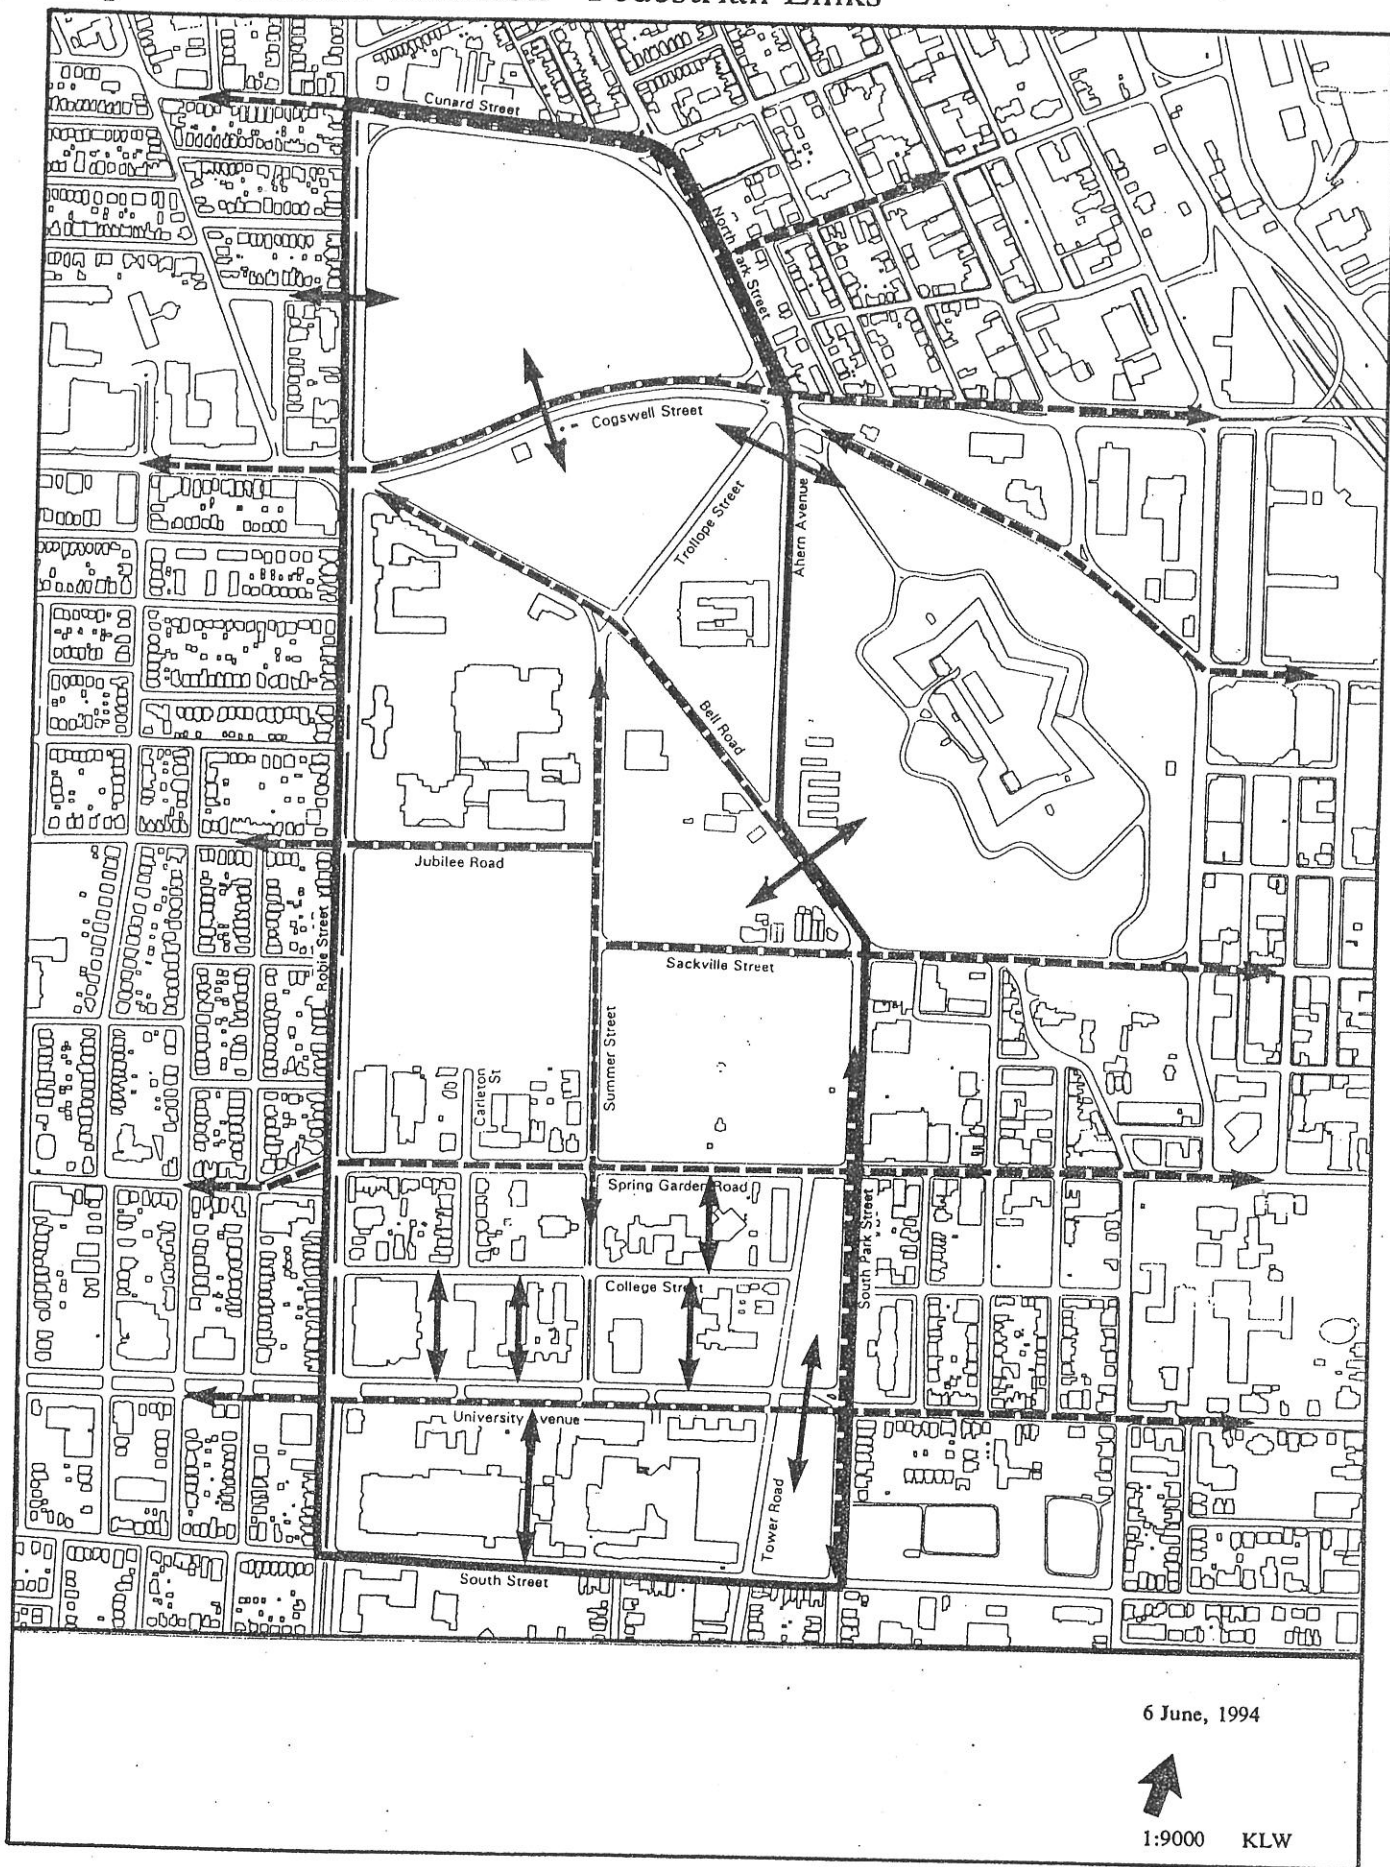 Pedestrian Links
Cunard Street
North Park Street
Cogswell Street
Trollope Street
Ahern Avenue
Bell Road
Jubilee Road
Robie Street
Sackville Street
Summer Street
Carleton
St
Spring Garden Road
South Park Street
College Street
University Avenue
Tower Road
South Street
6 June, 1994
1:9000 KLW